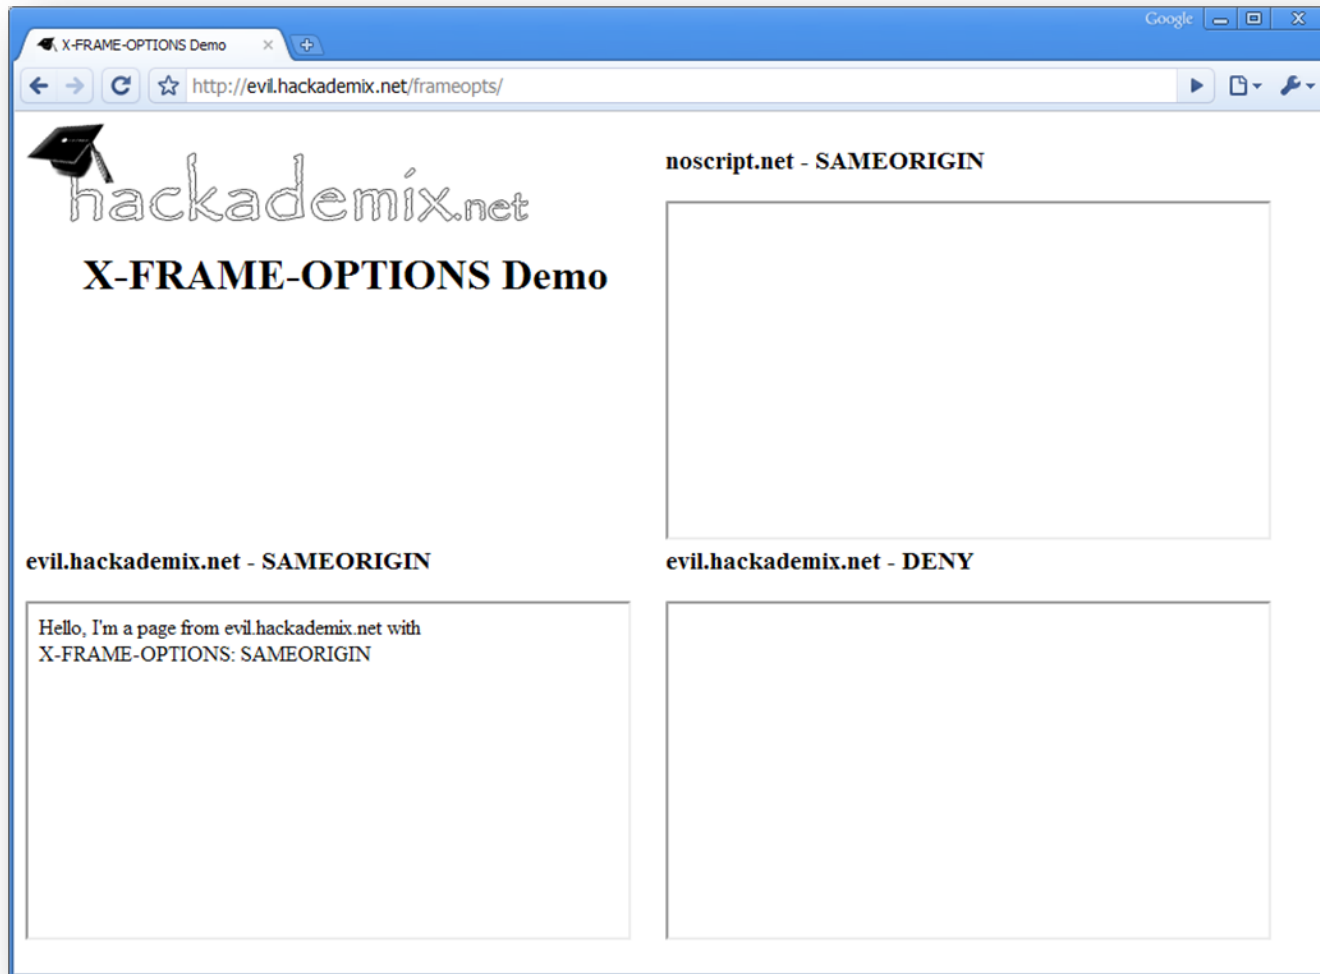 Google
X-FRAME-OPTIONS Demo
http://evil.hackademix.net/frameopts/
hackademix.net
X-FRAME-OPTIONS Demo
noscript.net - SAMEORIGIN
evil.hackademix.net - SAMEORIGIN
Hello, I'm a page from evil.hackademix.net with
X-FRAME-OPTIONS: SAMEORIGIN
evil.hackademix.net - DENY